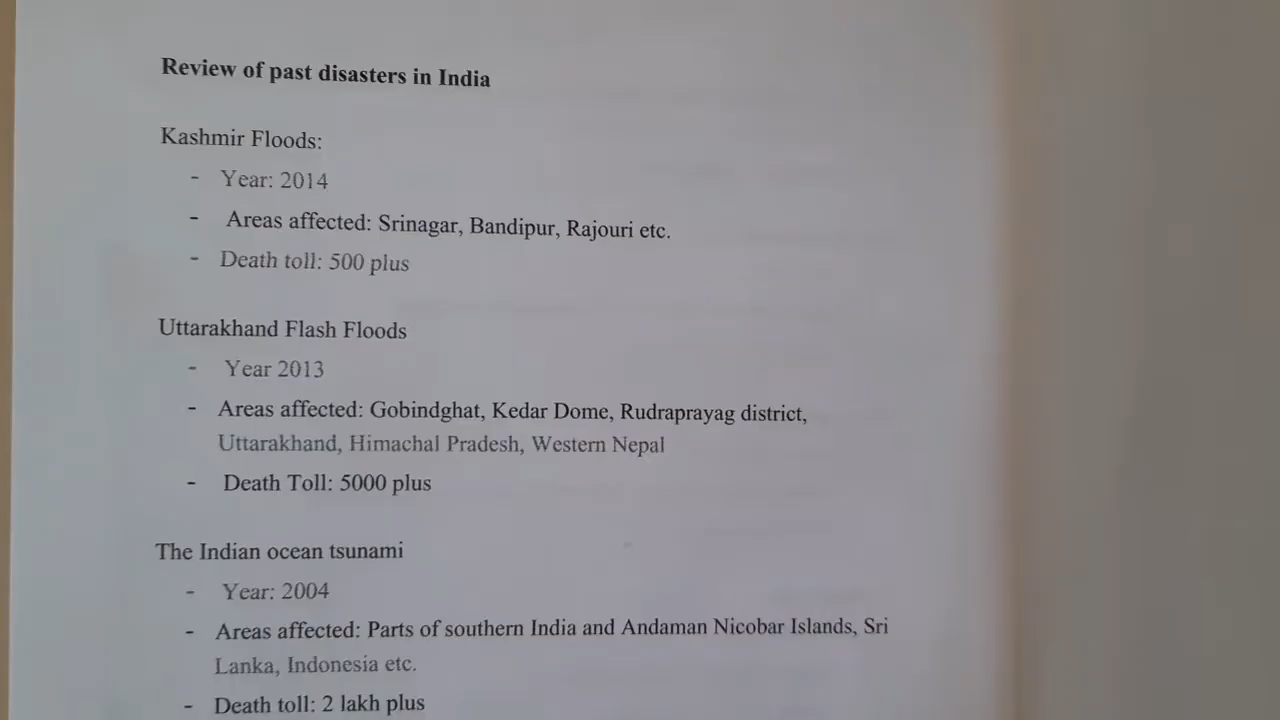 Review of past disasters in India
Kashmir Floods:
- Year: 2014
- Areas affected: Srinagar, Bandipur, Rajouri etc.
- Death toll: 500 plus
Uttarakhand Flash Floods
- Year 2013
- Areas affected: Gobindghat, Kedar Dome, Rudraprayag district,
Uttarakhand, Himachal Pradesh, Western Nepal
- Death Toll: 5000 plus
The Indian ocean tsunami
- Year: 2004
- Areas affected: Parts of southern India and Andaman Nicobar Islands, Sri
Lanka, Indonesia etc.
- Death toll: 2 lakh plus